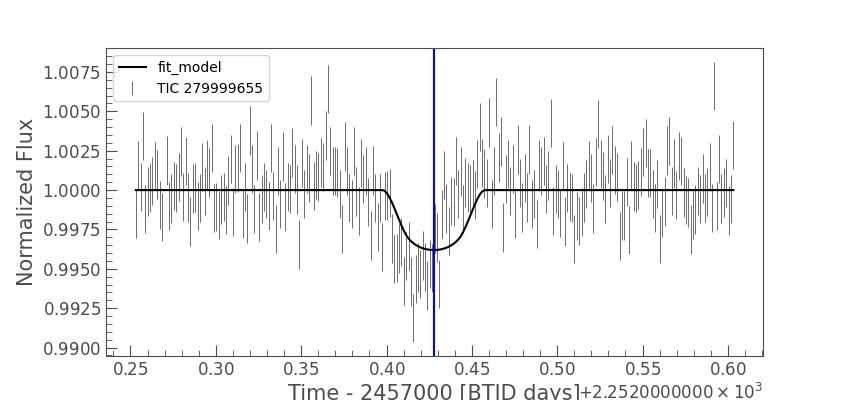 fit_model
TIC 279999655
Normalized Flux
1.0075
1.0050
1.0025
1.0000
0.9975
0.9950
0.9925
0.9900
0.25 0.30 0.35 0.40 0.45 0.50 0.55 0.60
Time - 2457000 [BTJD days]
+2.2520000000 × 10³